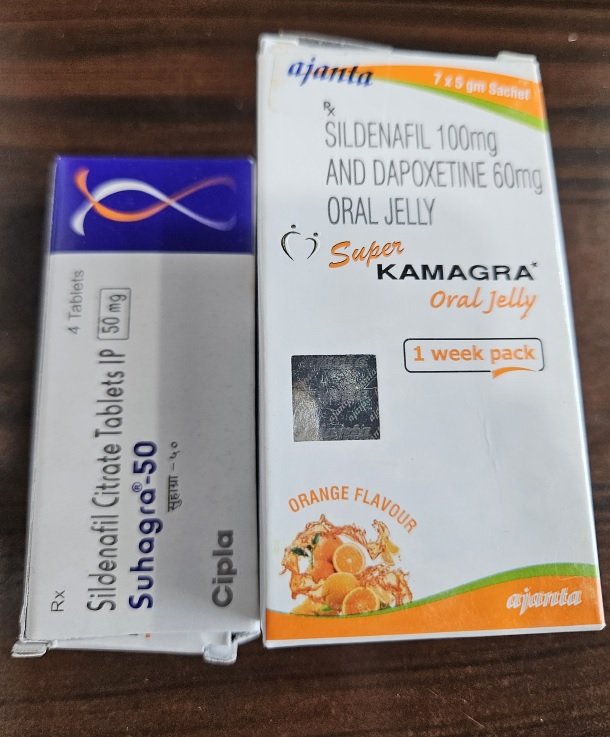 4 Tablets
Rx
Sildenafil Citrate Tablets IP 50 mg
Suhagra®-50
सुहाग्रा - ५०
Cipla
ajanta
7 x 5 gm Sachet
Rx
SILDENAFIL 100mg
AND DAPOXETINE 60mg
ORAL JELLY
Super
KAMAGRA*
Oral Jelly
1 week pack
ORANGE FLAVOUR
ajanta